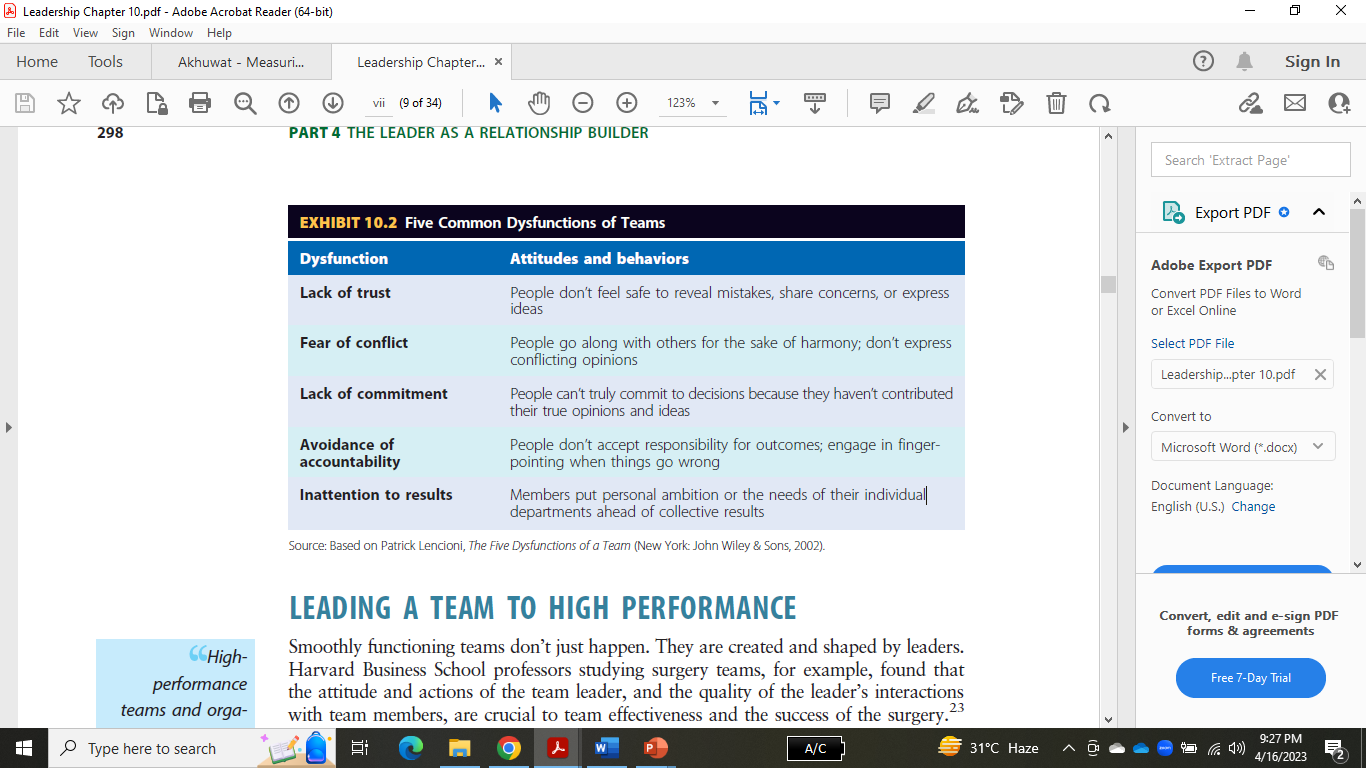 Leadership Chapter 10.pdf - Adobe Acrobat Reader (64-bit)
File Edit View Sign Window Help
Home Tools Akhuwat - Measuri... Leadership Chapter... × Sign In
vii (9 of 34) 123%
298 PART 4 THE LEADER AS A RELATIONSHIP BUILDER
EXHIBIT 10.2 Five Common Dysfunctions of Teams
Dysfunction Attitudes and behaviors
Lack of trust People don’t feel safe to reveal mistakes, share concerns, or express
ideas
Fear of conflict People go along with others for the sake of harmony; don’t express
conflicting opinions
Lack of commitment People can’t truly commit to decisions because they haven’t contributed
their true opinions and ideas
Avoidance of People don’t accept responsibility for outcomes; engage in finger-
accountability pointing when things go wrong
Inattention to results Members put personal ambition or the needs of their individual
departments ahead of collective results
Source: Based on Patrick Lencioni, The Five Dysfunctions of a Team (New York: John Wiley & Sons, 2002).
LEADING A TEAM TO HIGH PERFORMANCE
Smoothly functioning teams don’t just happen. They are created and shaped by leaders.
Harvard Business School professors studying surgery teams, for example, found that
the attitude and actions of the team leader, and the quality of the leader’s interactions
with team members, are crucial to team effectiveness and the success of the surgery.23
“High-
performance
teams and orga-
Search 'Extract Page'
Export PDF
Adobe Export PDF
Convert PDF Files to Word
or Excel Online
Select PDF File
Leadership...pter 10.pdf
Convert to
Microsoft Word (*.docx)
Document Language:
English (U.S.) Change
Convert, edit and e-sign PDF
forms & agreements
Free 7-Day Trial
Type here to search
A/C
31°C Haze
9:27 PM
4/16/2023
2